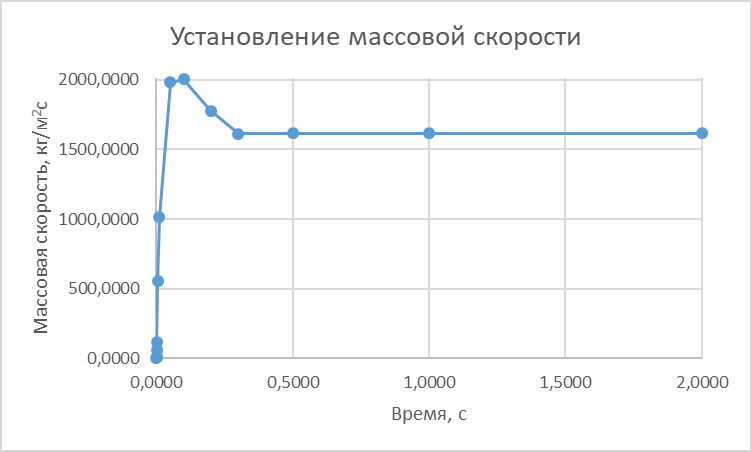 Установление массовой скорости
Массовая скорость, кг/м²с
2000,0000
1500,0000
1000,0000
500,0000
0,0000
0,0000 0,5000 1,0000 1,5000 2,0000
Время, с